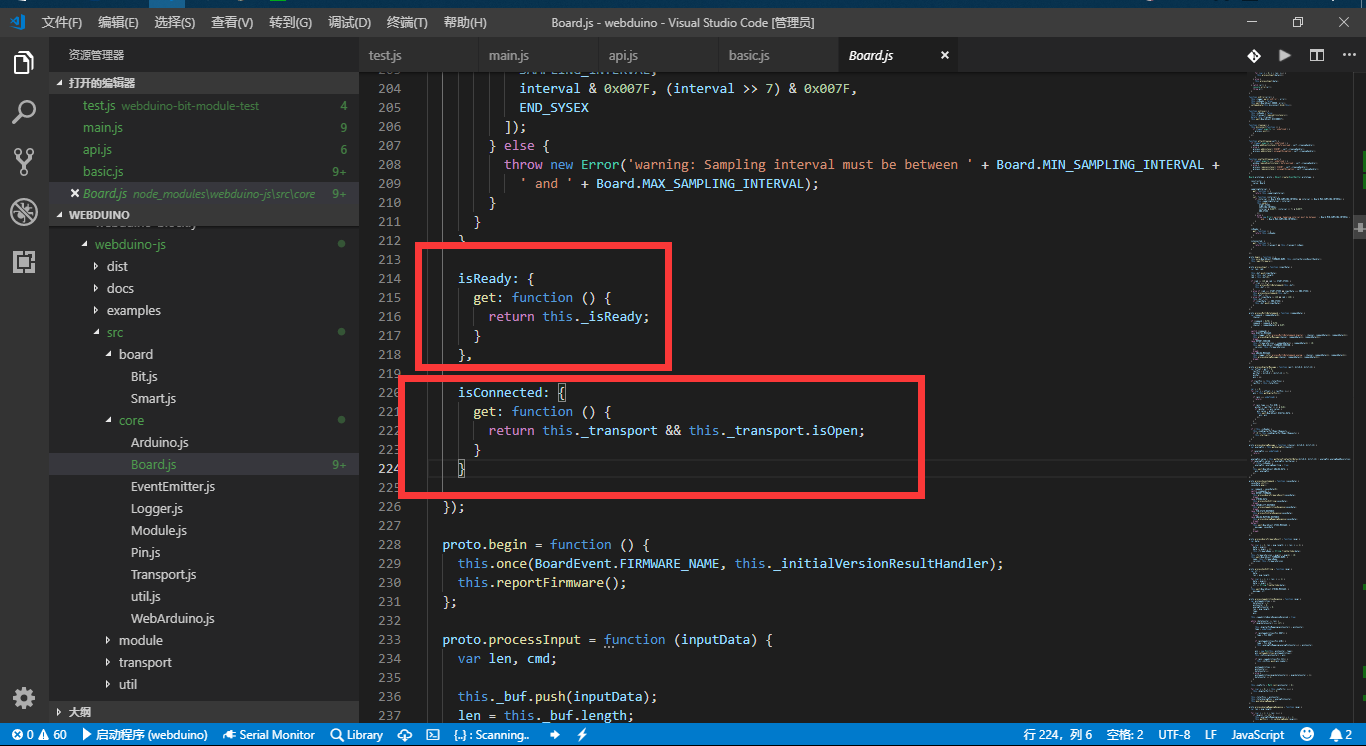 文件(F) 编辑(E) 选择(S) 查看(V) 转到(G) 调试(D) 终端(T) 帮助(H) Board.js - webduino - Visual Studio Code [管理员]
资源管理器
打开的编辑器
test.js webduino-bit-module-test 4
main.js 9
api.js 6
basic.js 9+
Board.js node_modules\webduino-js\src\core 9+
WEBDUINO
webduino-js
dist
docs
examples
src
board
Bit.js
Smart.js
core
Arduino.js
Board.js 9+
EventEmitter.js
Logger.js
Module.js
Pin.js
Transport.js
util.js
WebArduino.js
module
transport
util
大纲
test.js main.js api.js basic.js Board.js
203 SAMPLING_INTERVAL,
204 interval & 0x007F, (interval >> 7) & 0x007F,
205 END_SYSEX
206 ]);
207 } else {
208 throw new Error('warning: Sampling interval must be between ' + Board.MIN_SAMPLING_INTERVAL +
209 ' and ' + Board.MAX_SAMPLING_INTERVAL);
210 }
211 }
212 },
213
214 isReady: {
215 get: function () {
216 return this._isReady;
217 }
218 },
219
220 isConnected: {
221 get: function () {
222 return this._transport && this._transport.isOpen;
223 }
224 }
225
226 });
227
228 proto.begin = function () {
229 this.once(BoardEvent.FIRMWARE_NAME, this._initialVersionResultHandler);
230 this.reportFirmware();
231 };
232
233 proto.processInput = function (inputData) {
234 var len, cmd;
235
236 this._buf.push(inputData);
237 len = this._buf.length;
0 60 启动程序 (webduino) Serial Monitor Library {..} : Scanning.. 行 224，列 6 空格: 2 UTF-8 LF JavaScript 2